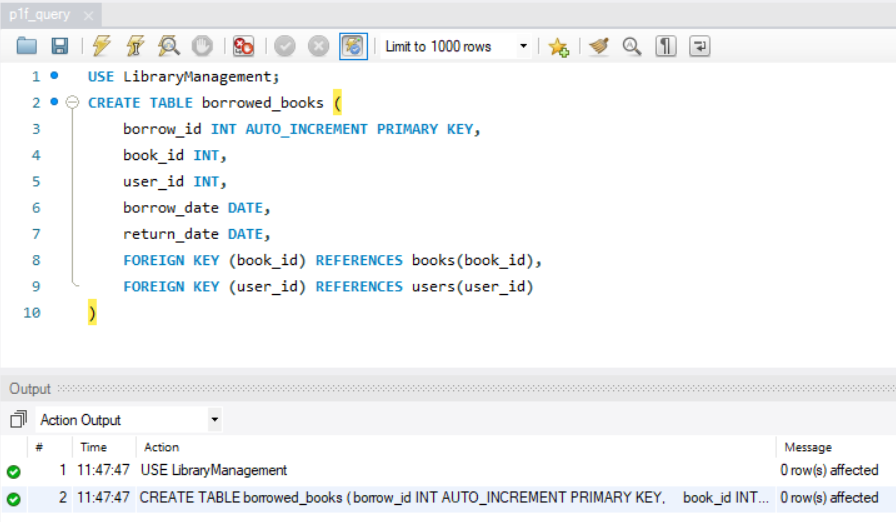 p1f_query ×
Limit to 1000 rows
1 USE LibraryManagement;
2 CREATE TABLE borrowed_books (
3 borrow_id INT AUTO_INCREMENT PRIMARY KEY,
4 book_id INT,
5 user_id INT,
6 borrow_date DATE,
7 return_date DATE,
8 FOREIGN KEY (book_id) REFERENCES books(book_id),
9 FOREIGN KEY (user_id) REFERENCES users(user_id)
10 )
Output
Action Output
# Time Action Message
1 11:47:47 USE LibraryManagement 0 row(s) affected
2 11:47:47 CREATE TABLE borrowed_books ( borrow_id INT AUTO_INCREMENT PRIMARY KEY, book_id INT... 0 row(s) affected